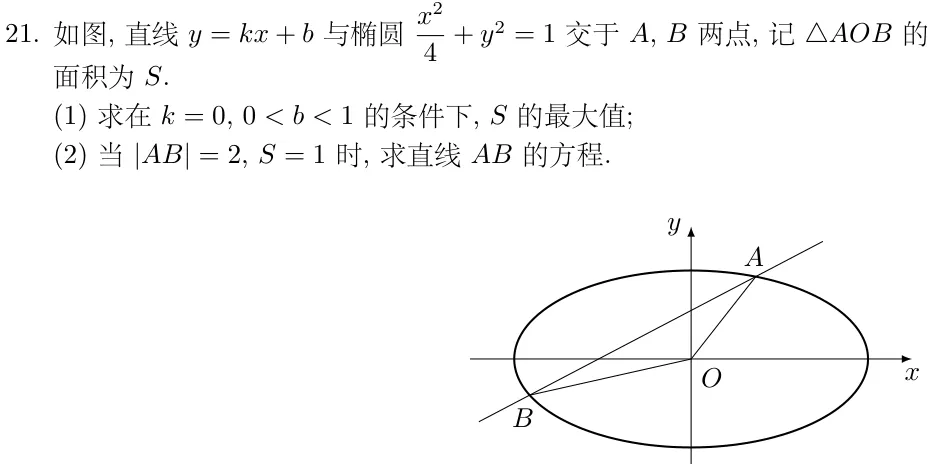 21. 如图, 直线 y = kx + b 与椭圆 x²/4 + y² = 1 交于 A, B 两点, 记 △AOB 的
面积为 S.
(1) 求在 k = 0, 0 < b < 1 的条件下, S 的最大值;
(2) 当 |AB| = 2, S = 1 时, 求直线 AB 的方程.
y
A
O
x
B